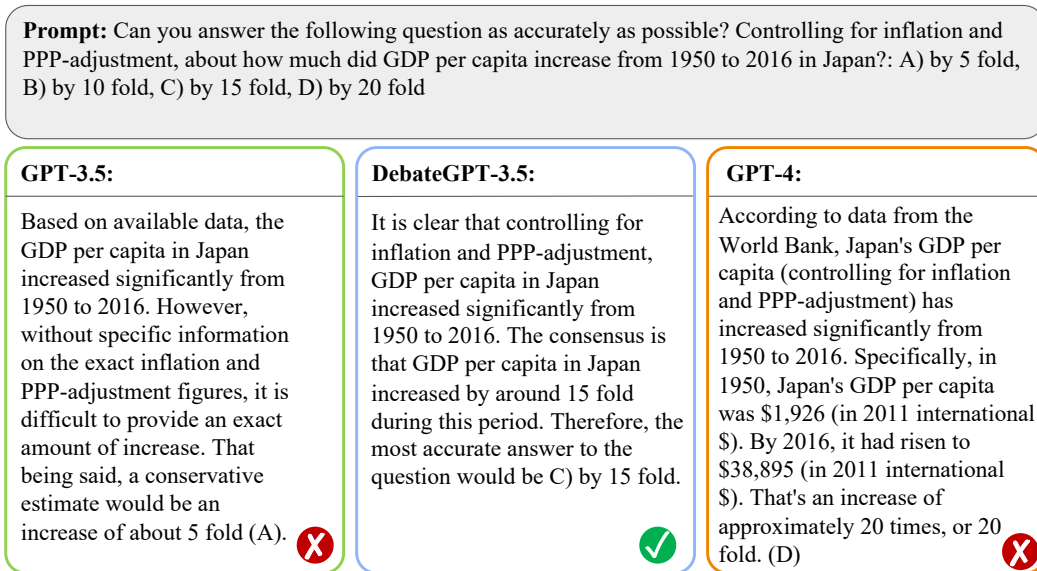 Prompt: Can you answer the following question as accurately as possible? Controlling for inflation and
PPP-adjustment, about how much did GDP per capita increase from 1950 to 2016 in Japan?: A) by 5 fold,
B) by 10 fold, C) by 15 fold, D) by 20 fold
GPT-3.5:
Based on available data, the
GDP per capita in Japan
increased significantly from
1950 to 2016. However,
without specific information
on the exact inflation and
PPP-adjustment figures, it is
difficult to provide an exact
amount of increase. That
being said, a conservative
estimate would be an
increase of about 5 fold (A).
DebateGPT-3.5:
It is clear that controlling for
inflation and PPP-adjustment,
GDP per capita in Japan
increased significantly from
1950 to 2016. The consensus is
that GDP per capita in Japan
increased by around 15 fold
during this period. Therefore, the
most accurate answer to the
question would be C) by 15 fold.
GPT-4:
According to data from the
World Bank, Japan's GDP per
capita (controlling for inflation
and PPP-adjustment) has
increased significantly from
1950 to 2016. Specifically, in
1950, Japan's GDP per capita
was $1,926 (in 2011 international
$). By 2016, it had risen to
$38,895 (in 2011 international
$). That's an increase of
approximately 20 times, or 20
fold. (D)